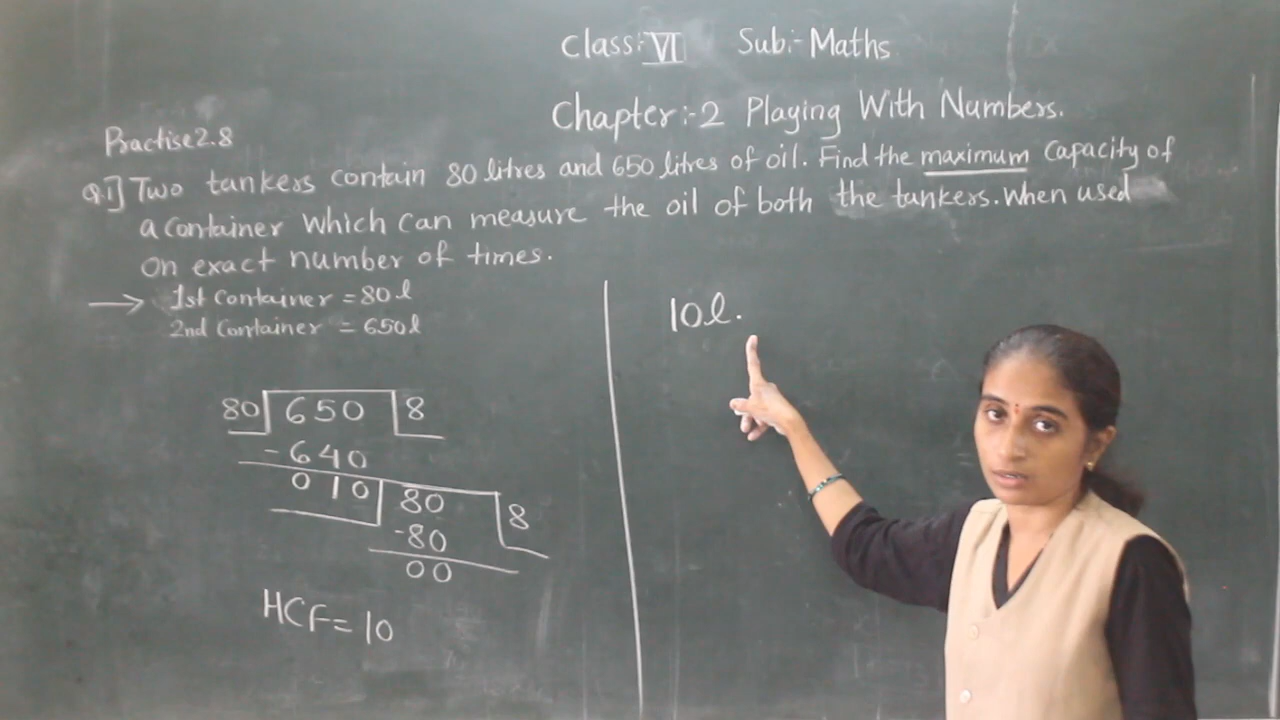 Class:- VI Sub:- Maths
Chapter:-2 Playing With Numbers.
Practise 2.8
Q.1] Two tankers contain 80 litres and 650 litres of oil. Find the maximum Capacity of
a Container Which Can measure the oil of both the tankers. When used
On exact number of times.
→ 1st Container = 80 l
2nd Container = 650 l
10 l.
80 650 8
- 640
010 80 8
-80
00
HCF = 10